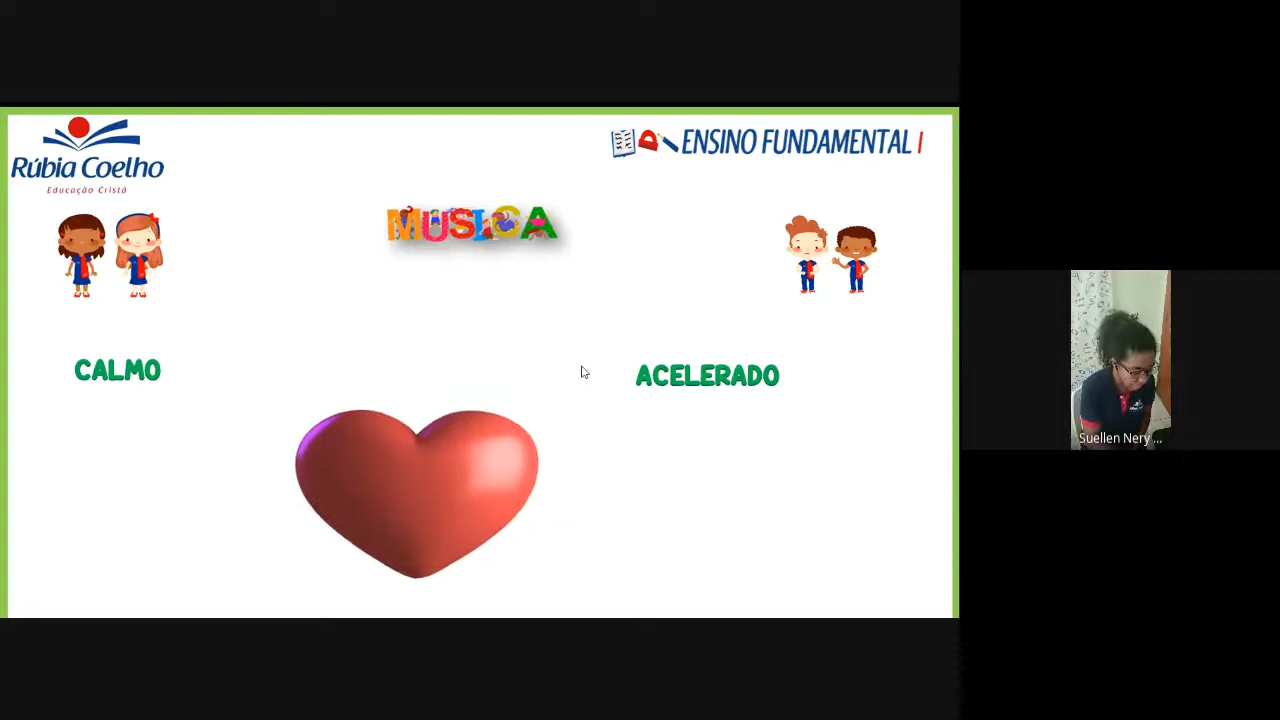 Rúbia Coelho
Educação Cristã
ENSINO FUNDAMENTAL I
MUSICA
CALMO
ACELERADO
Suellen Nery ...